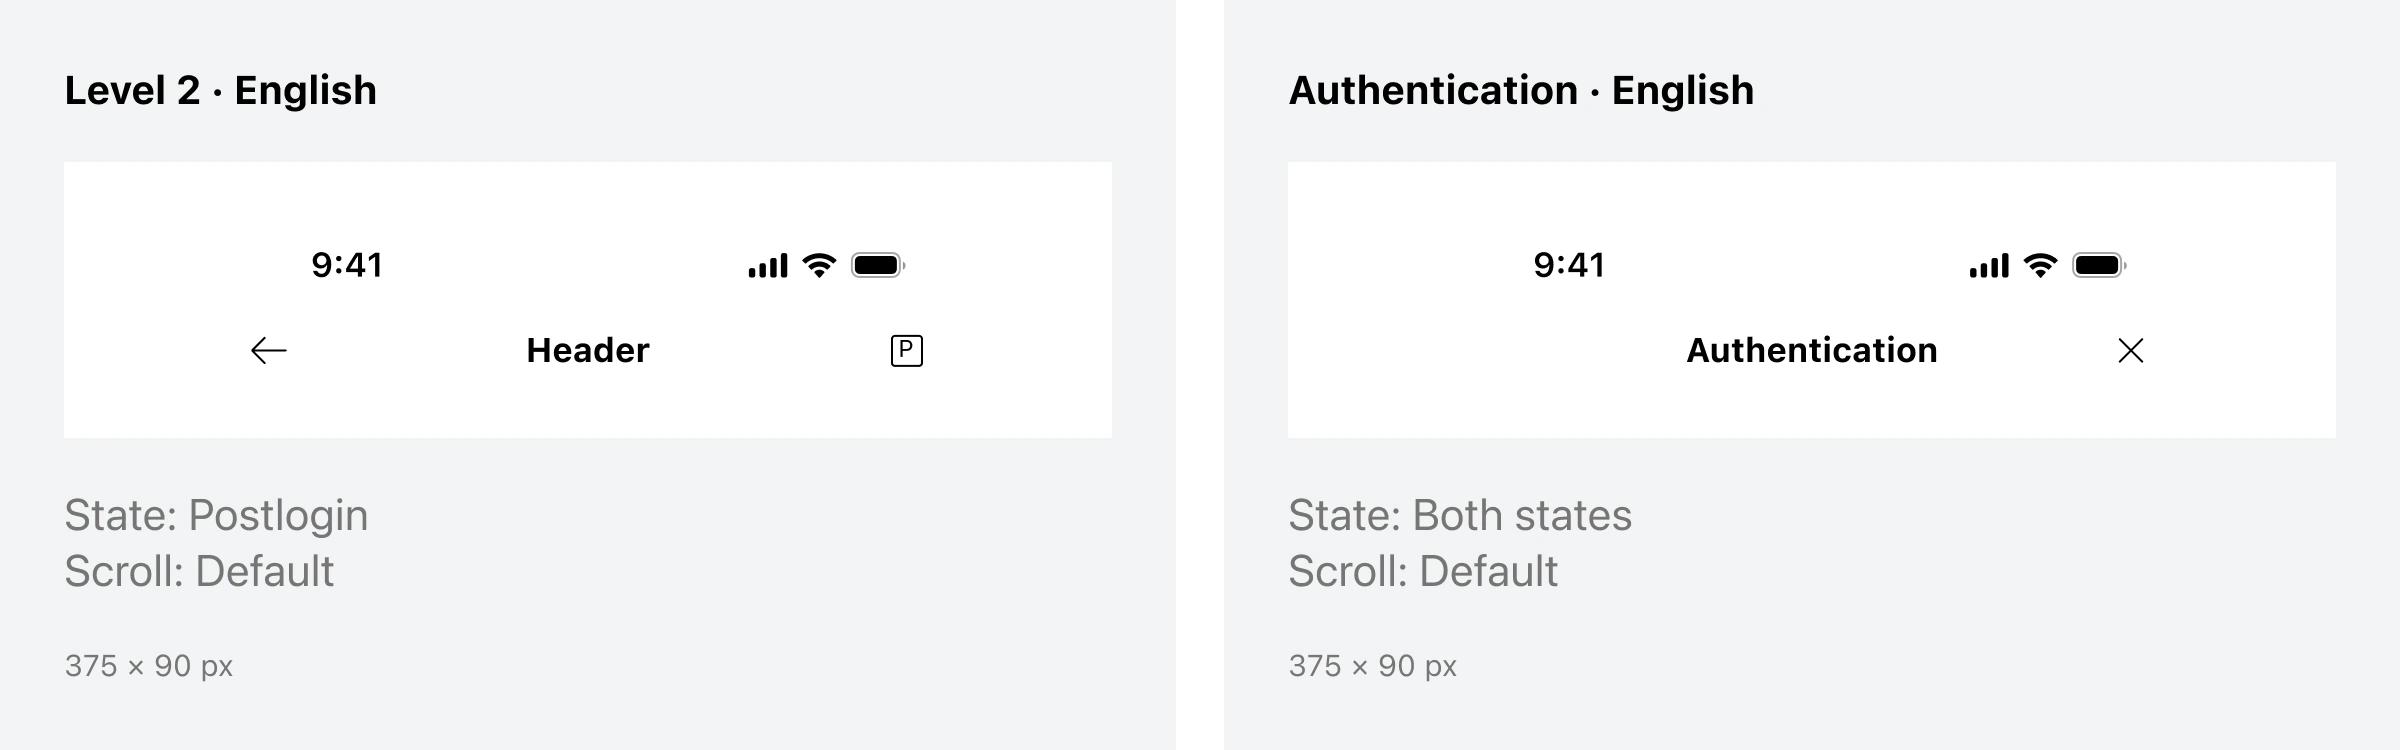 Level 2 · English
9:41
Header
P
State: Postlogin
Scroll: Default
375 × 90 px
Authentication · English
9:41
Authentication
State: Both states
Scroll: Default
375 × 90 px